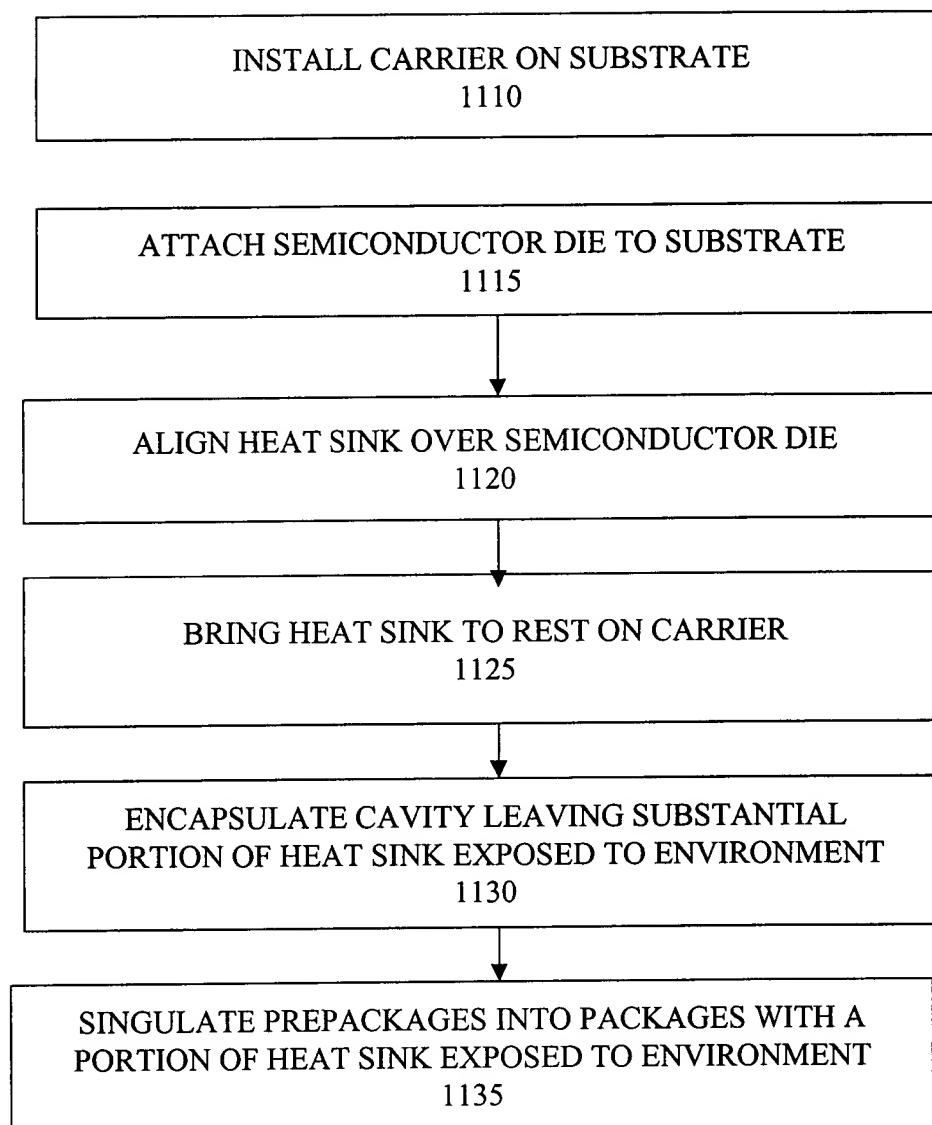 INSTALL CARRIER ON SUBSTRATE
1110
ATTACH SEMICONDUCTOR DIE TO SUBSTRATE
1115
ALIGN HEAT SINK OVER SEMICONDUCTOR DIE
1120
BRING HEAT SINK TO REST ON CARRIER
1125
ENCAPSULATE CAVITY LEAVING SUBSTANTIAL
PORTION OF HEAT SINK EXPOSED TO ENVIRONMENT
1130
SINGULATE PREPACKAGES INTO PACKAGES WITH A
PORTION OF HEAT SINK EXPOSED TO ENVIRONMENT
1135